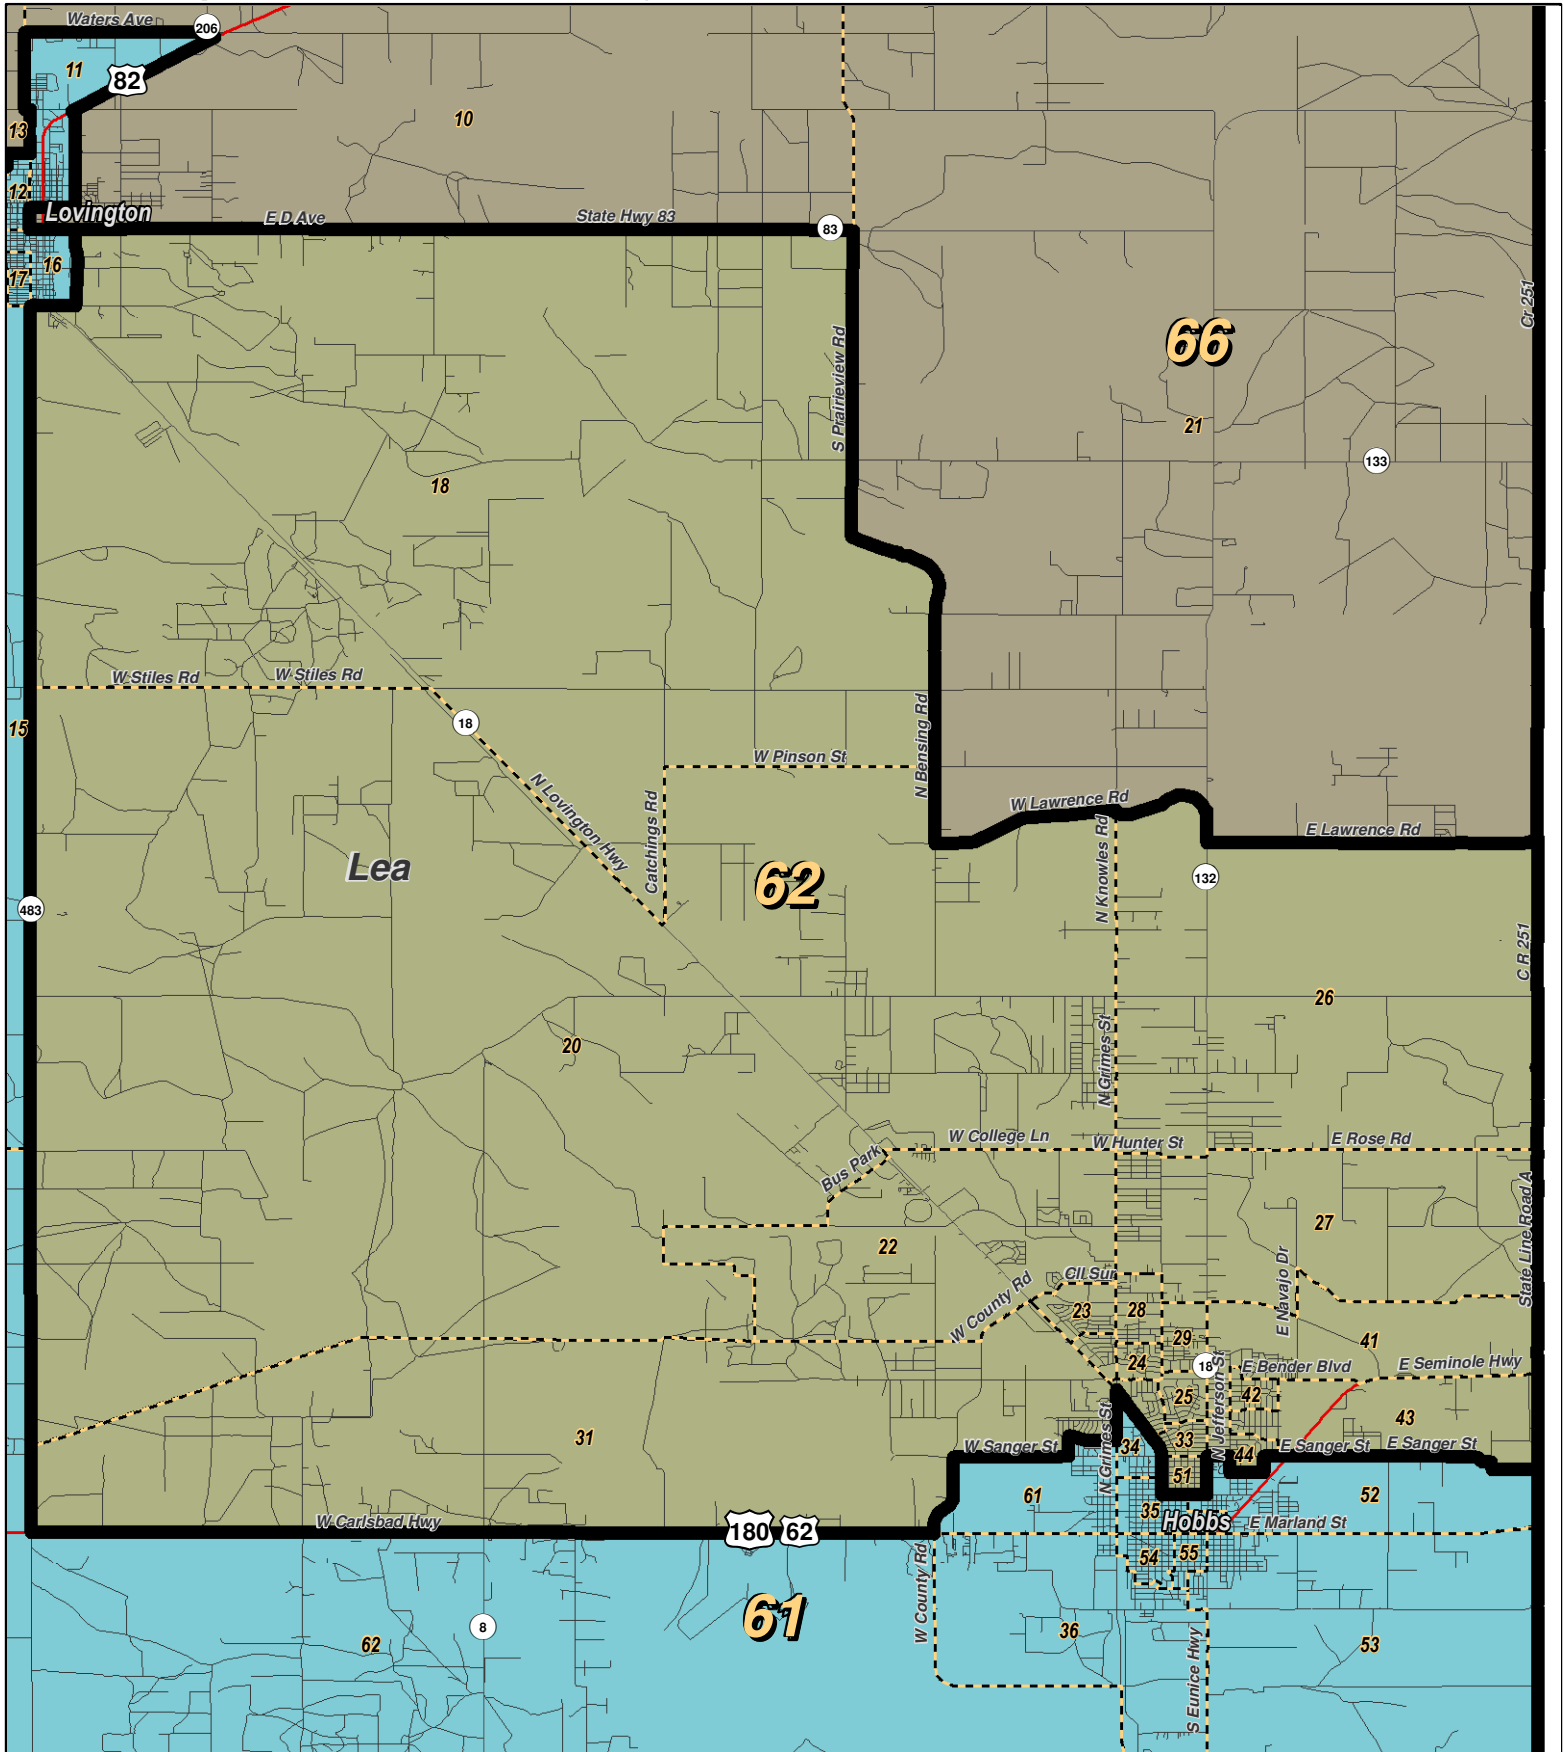 Waters Ave
206
11
82
10
13
12
Lovington
E D Ave
State Hwy 83
83
16
17
Cr 251
66
S Prairieview Rd
21
133
18
W Stiles Rd
W Stiles Rd
15
18
N Bensing Rd
W Pinson St
N Lovington Hwy
Catchings Rd
W Lawrence Rd
E Lawrence Rd
Lea
62
N Knowles Rd
132
483
C R 251
26
20
N Grimes St
W College Ln
W Hunter St
E Rose Rd
Bus Park
State Line Road A
27
22
E Navajo Dr
Cll Sur
W County Rd
23
28
29
41
24
18
E Bender Blvd
E Seminole Hwy
25
42
N Jefferson St
43
31
N Grimes St
W Sanger St
34
33
44
E Sanger St
E Sanger St
51
61
35
52
W Carlsbad Hwy
180
62
Hobbs
E Marland St
54
55
W County Rd
61
8
62
36
53
S Eunice Hwy